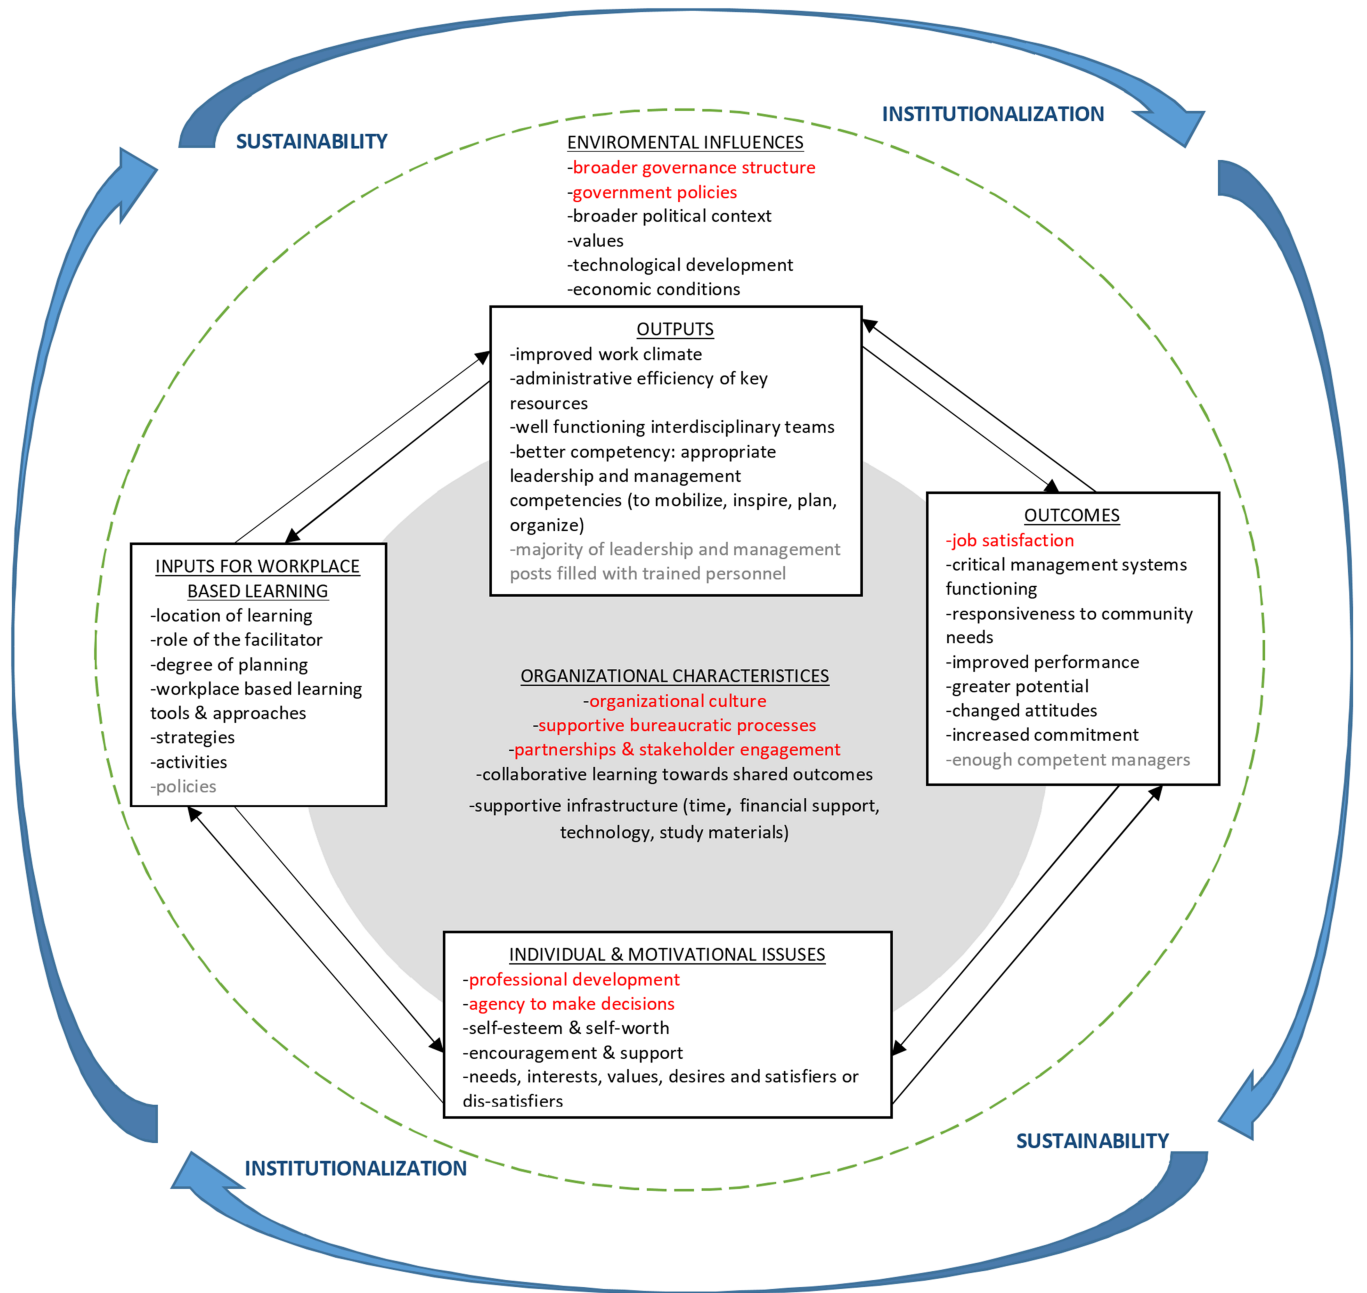 SUSTAINABILITY
INSTITUTIONALIZATION
ENVIROMENTAL INFLUENCES
-broader governance structure
-government policies
-broader political context
-values
-technological development
-economic conditions
OUTPUTS
-improved work climate
-administrative efficiency of key
resources
-well functioning interdisciplinary teams
-better competency: appropriate
leadership and management
competencies (to mobilize, inspire, plan,
organize)
-majority of leadership and management
posts filled with trained personnel
INPUTS FOR WORKPLACE
BASED LEARNING
-location of learning
-role of the facilitator
-degree of planning
-workplace based learning
tools & approaches
-strategies
-activities
-policies
OUTCOMES
-job satisfaction
-critical management systems
functioning
-responsiveness to community
needs
-improved performance
-greater potential
-changed attitudes
-increased commitment
-enough competent managers
ORGANIZATIONAL CHARACTERISTICES
-organizational culture
-supportive bureaucratic processes
-partnerships & stakeholder engagement
-collaborative learning towards shared outcomes
-supportive infrastructure (time, financial support,
technology, study materials)
INDIVIDUAL & MOTIVATIONAL ISSUSES
-professional development
-agency to make decisions
-self-esteem & self-worth
-encouragement & support
-needs, interests, values, desires and satisfiers or
dis-satisfiers
SUSTAINABILITY
INSTITUTIONALIZATION